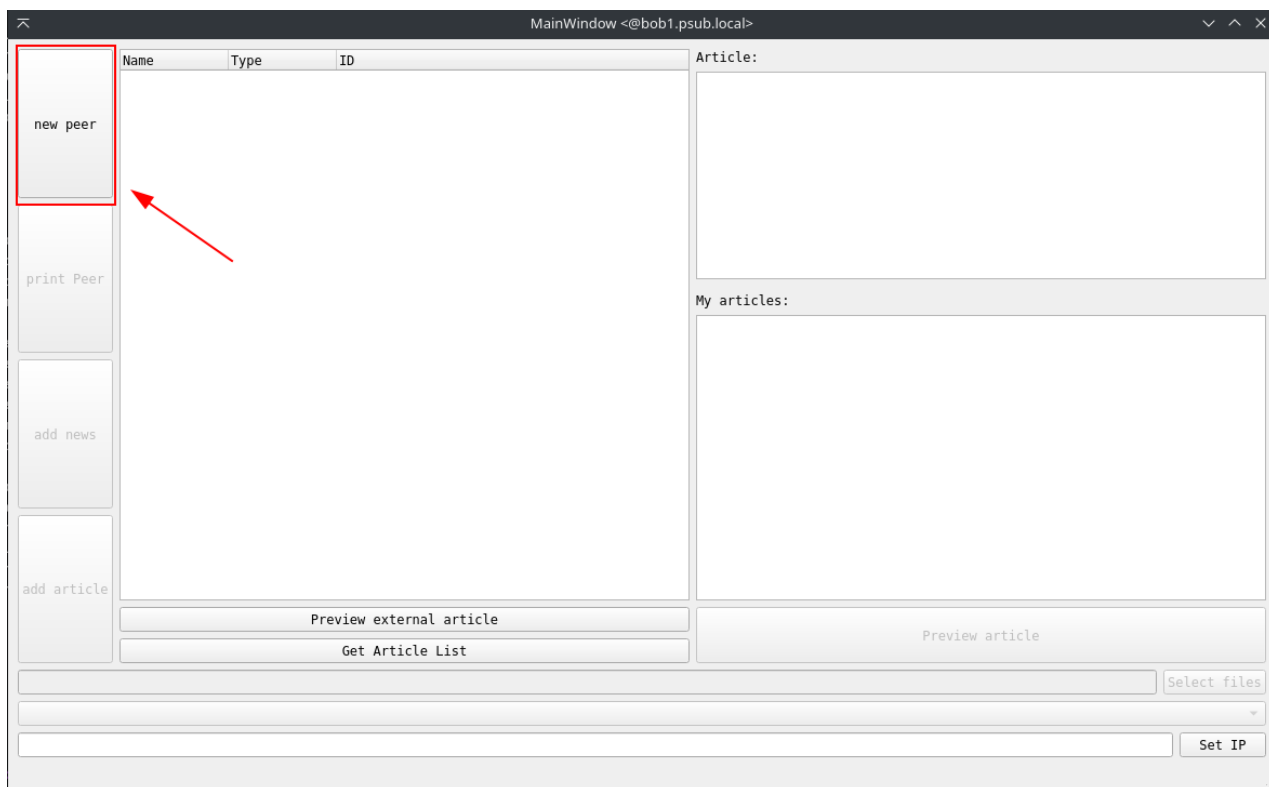 MainWindow <@bob1.psub.local>
new peer
print Peer
add news
add article
Name Type ID
Preview external article
Get Article List
Article:
My articles:
Preview article
Select files
Set IP